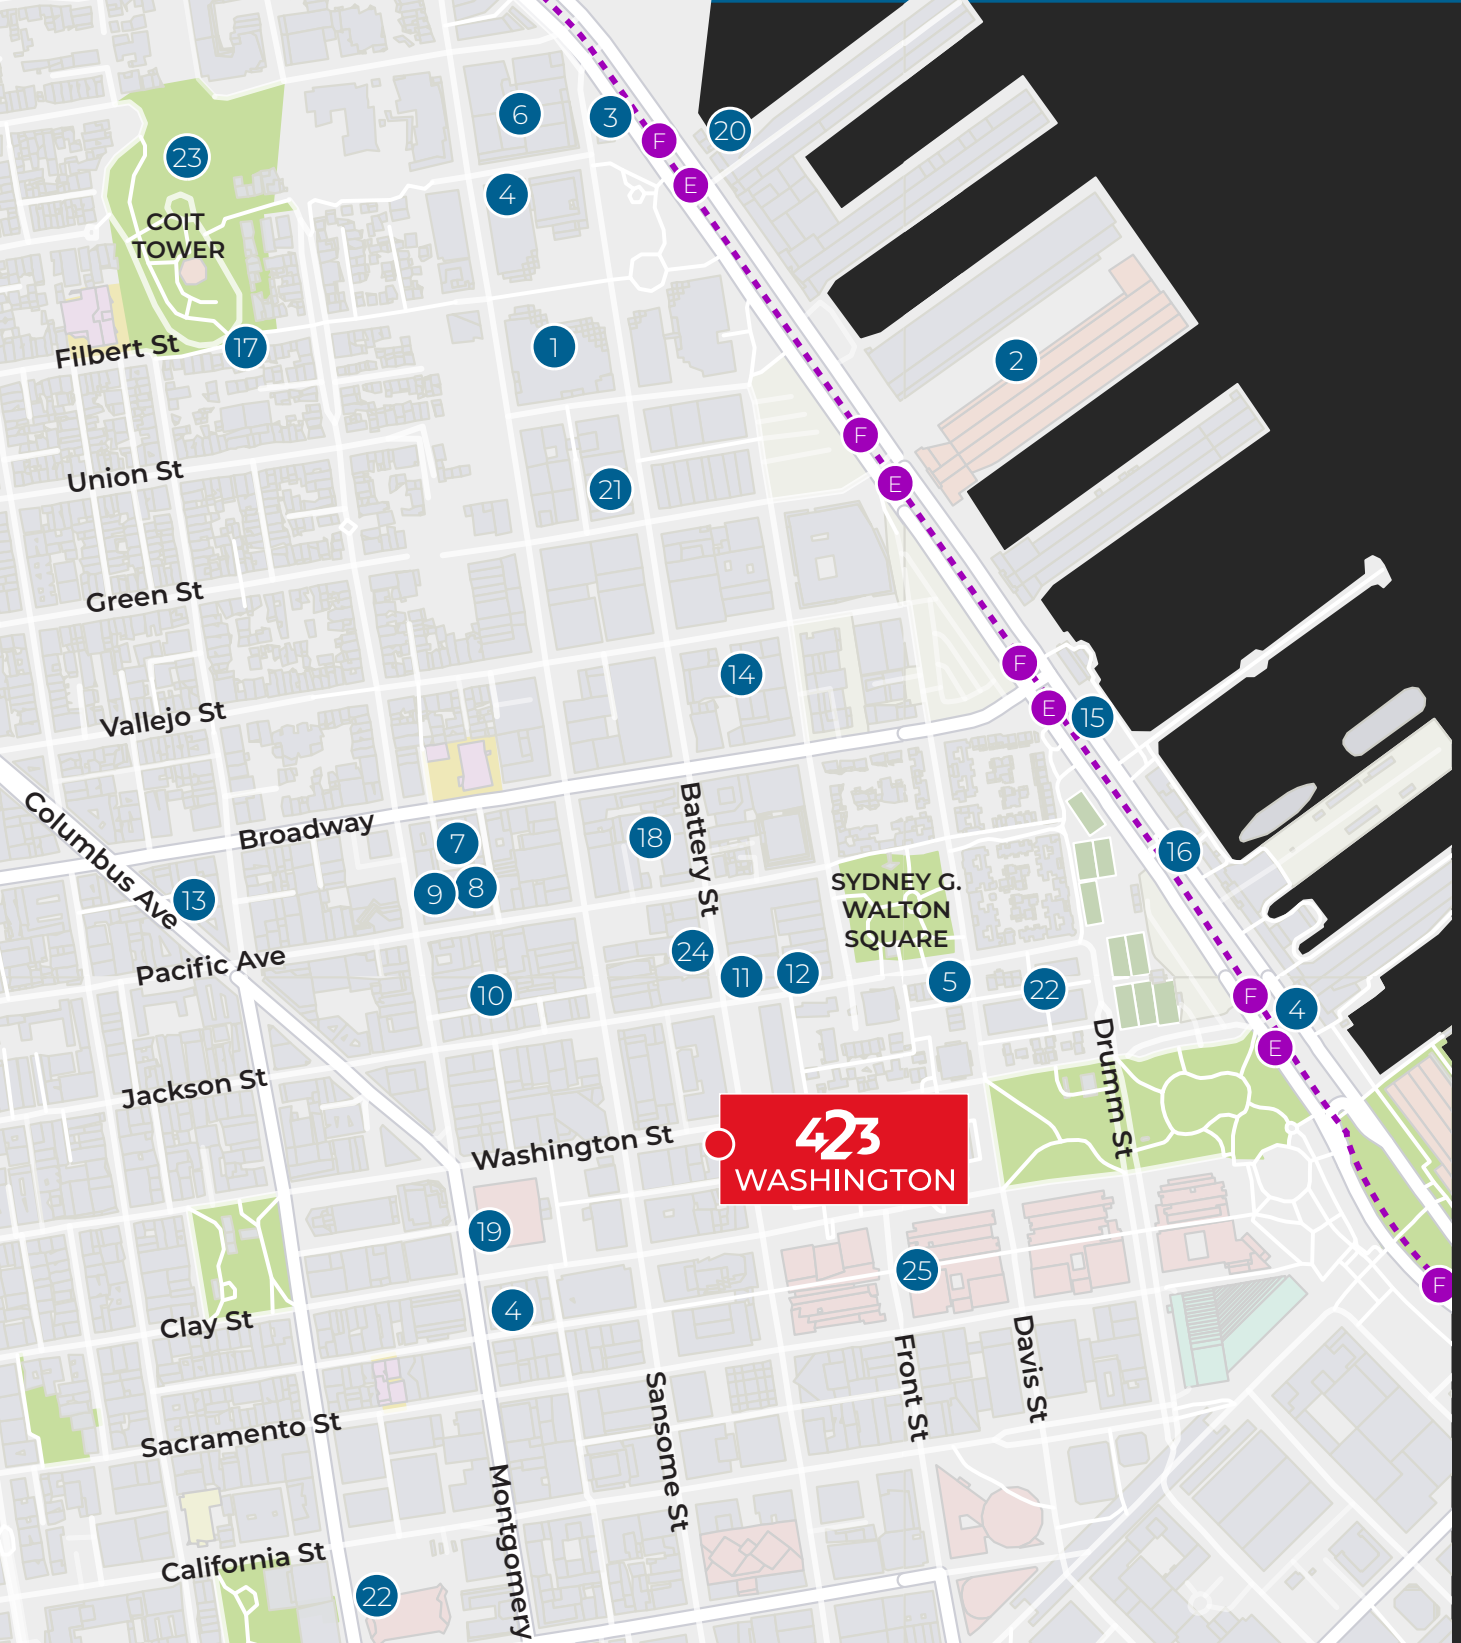 6
3
F
20
23
E
4
COIT
TOWER
Filbert St
17
1
2
F
Union St
E
21
Green St
F
14
E
15
Vallejo St
Columbus Ave
Broadway
Battery St
7
18
16
9
8
13
SYDNEY G.
WALTON
SQUARE
Pacific Ave
24
11
12
5
22
10
F
4
E
Drumm St
Jackson St
Washington St
423
WASHINGTON
19
25
F
4
Clay St
Front St
Davis St
Sansome St
Sacramento St
Montgomery
California St
22